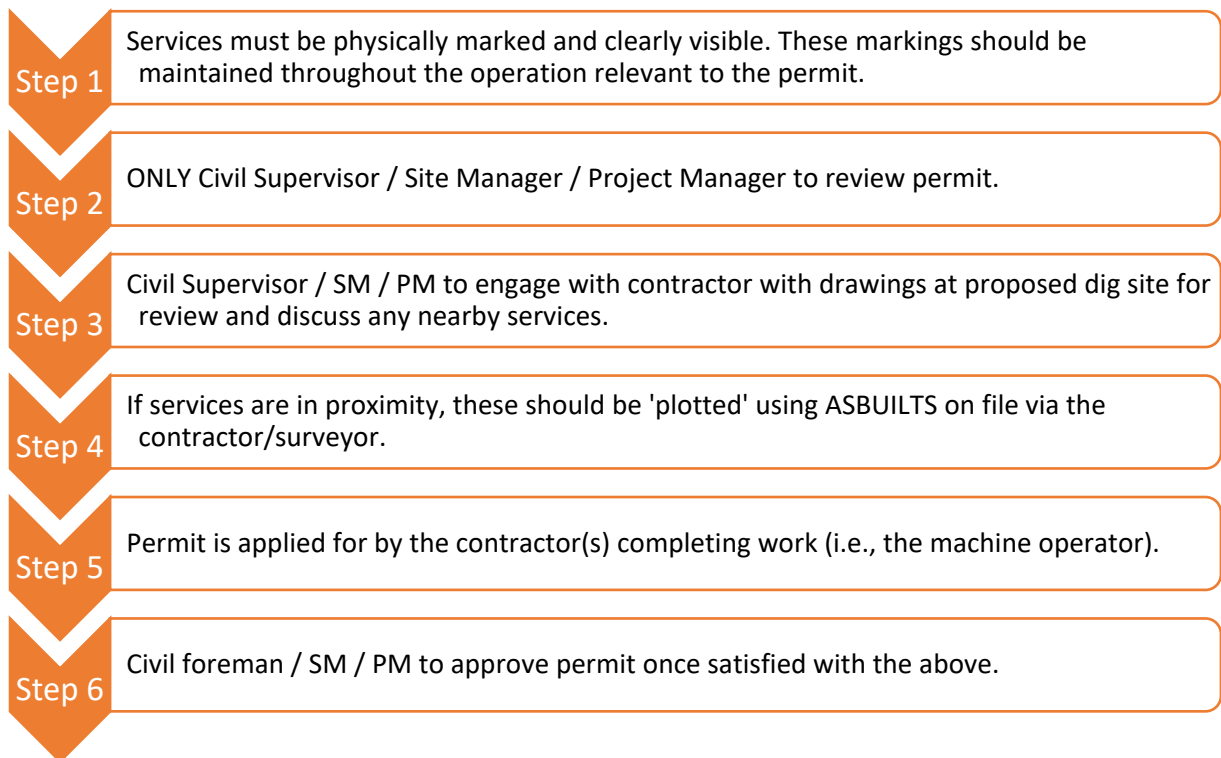 Step 1
Services must be physically marked and clearly visible. These markings should be
maintained throughout the operation relevant to the permit.
Step 2
ONLY Civil Supervisor / Site Manager / Project Manager to review permit.
Step 3
Civil Supervisor / SM / PM to engage with contractor with drawings at proposed dig site for
review and discuss any nearby services.
Step 4
If services are in proximity, these should be 'plotted' using ASBUILTS on file via the
contractor/surveyor.
Step 5
Permit is applied for by the contractor(s) completing work (i.e., the machine operator).
Step 6
Civil foreman / SM / PM to approve permit once satisfied with the above.